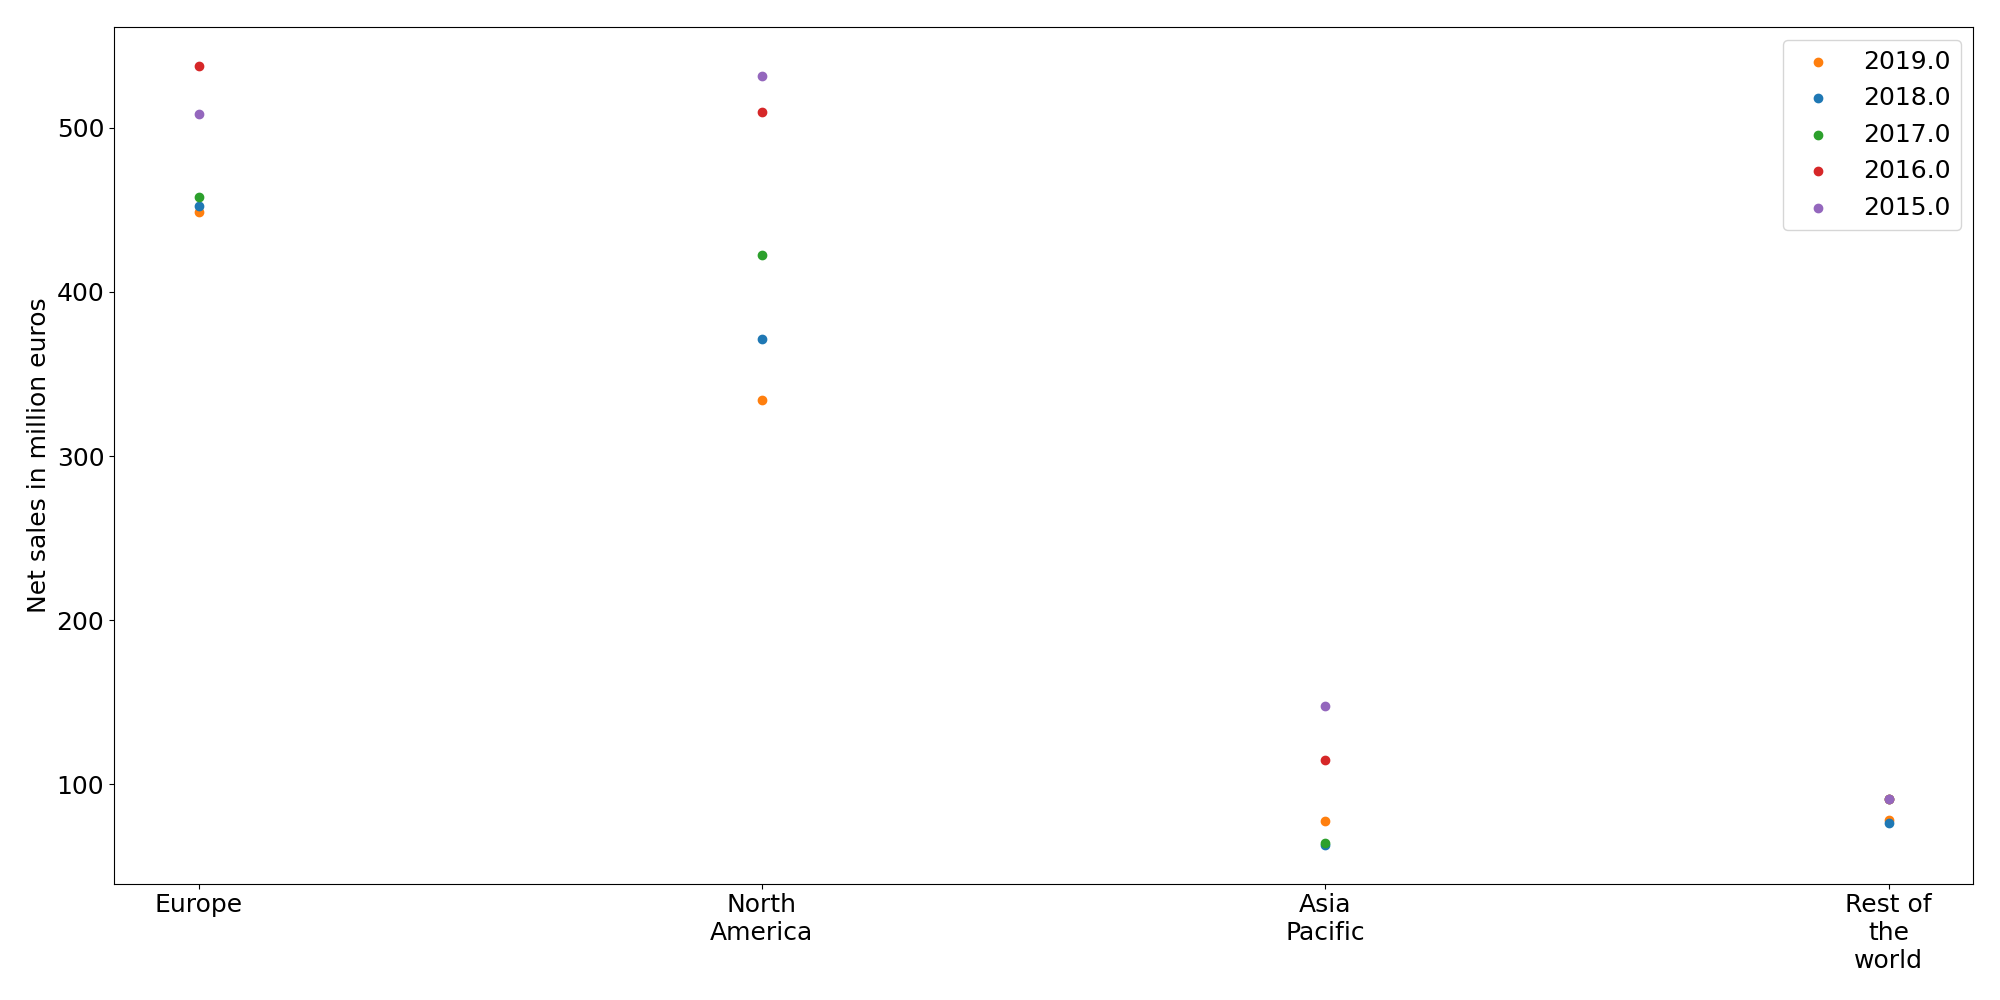 2019.0
2018.0
2017.0
2016.0
2015.0
500
400
300
200
100
Net sales in million euros
Europe
North
America
Asia
Pacific
Rest of
the
world